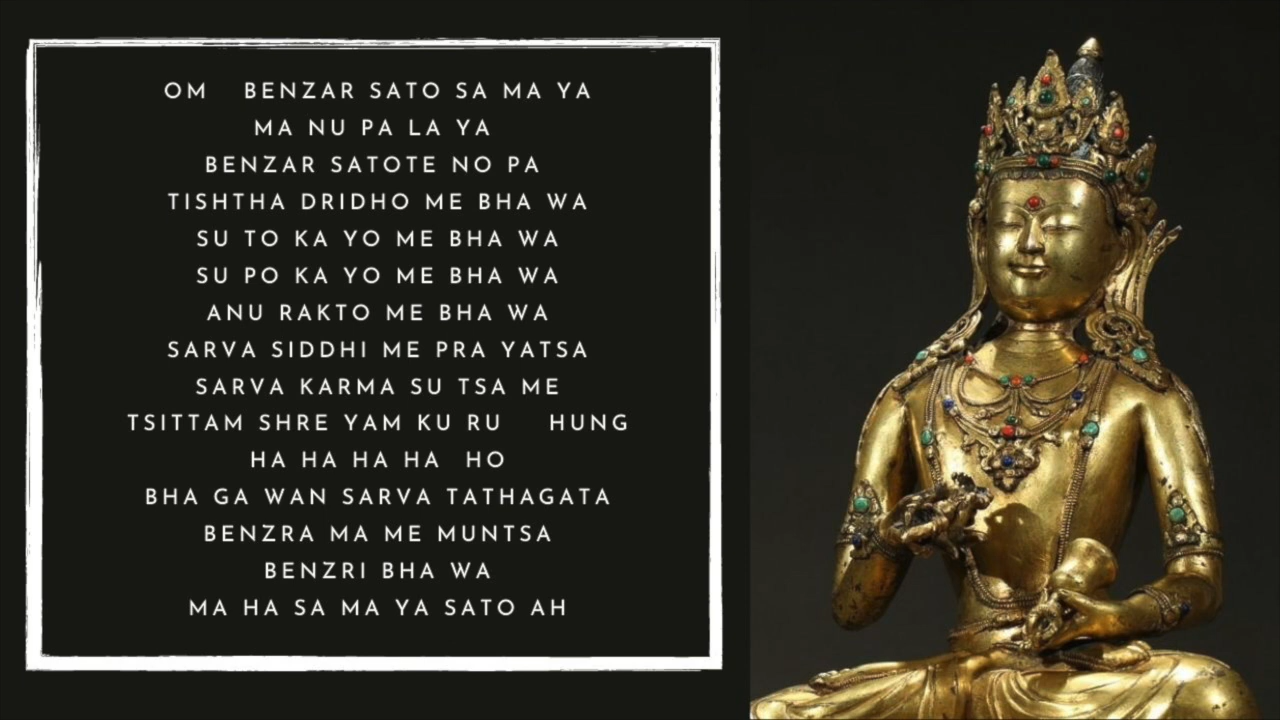 OM BENZAR SATO SA MA YA
MA NU PA LA YA
BENZAR SATOTE NO PA
TISHTHA DRIDHO ME BHA WA
SU TO KA YO ME BHA WA
SU PO KA YO ME BHA WA
ANU RAKTO ME BHA WA
SARVA SIDDHI ME PRA YATSA
SARVA KARMA SU TSA ME
TSITTAM SHRE YAM KU RU HUNG
HA HA HA HA HO
BHA GA WAN SARVA TATHAGATA
BENZRA MA ME MUNTSA
BENZRI BHA WA
MA HA SA MA YA SATO AH